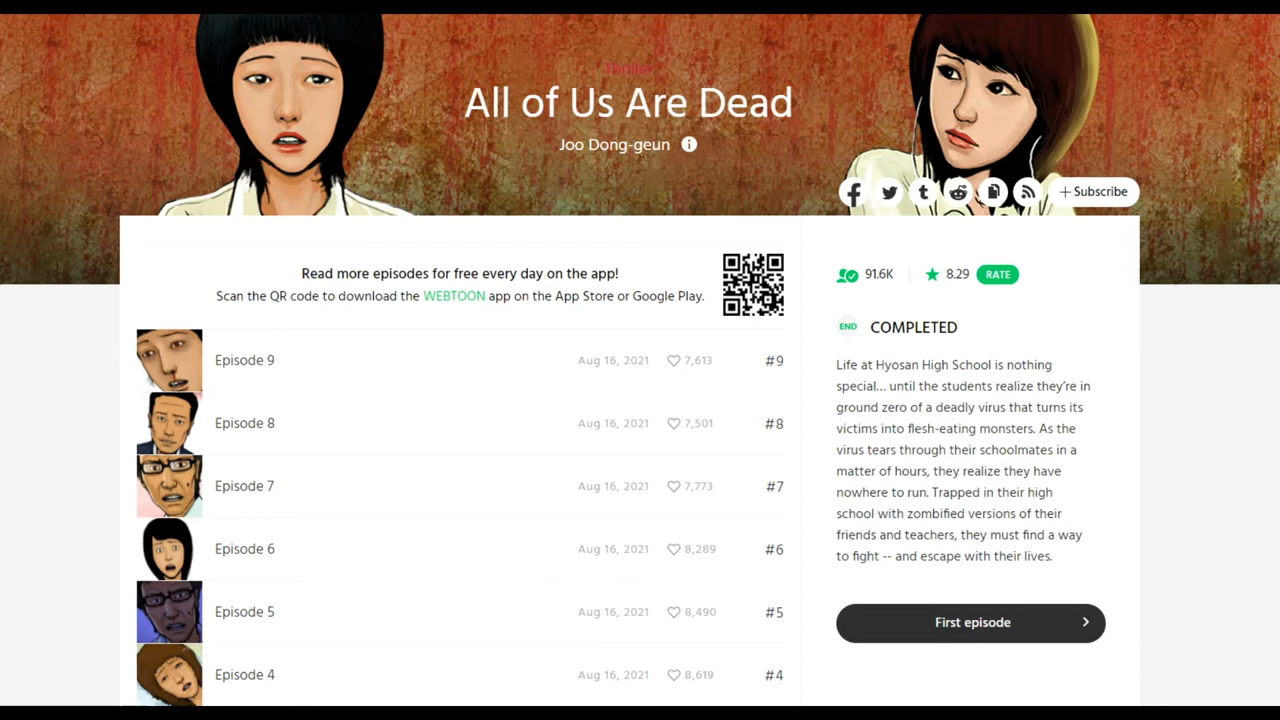 Thriller
All of Us Are Dead
Joo Dong-geun
+ Subscribe
Read more episodes for free every day on the app!
Scan the QR code to download the WEBTOON app on the App Store or Google Play.
Episode 9 Aug 16, 2021 7,613 #9
Episode 8 Aug 16, 2021 7,501 #8
Episode 7 Aug 16, 2021 7,773 #7
Episode 6 Aug 16, 2021 8,289 #6
Episode 5 Aug 16, 2021 8,490 #5
Episode 4 Aug 16, 2021 8,619 #4
91.6K 8.29 RATE
END COMPLETED
Life at Hyosan High School is nothing
special... until the students realize they're in
ground zero of a deadly virus that turns its
victims into flesh-eating monsters. As the
virus tears through their schoolmates in a
matter of hours, they realize they have
nowhere to run. Trapped in their high
school with zombified versions of their
friends and teachers, they must find a way
to fight -- and escape with their lives.
First episode